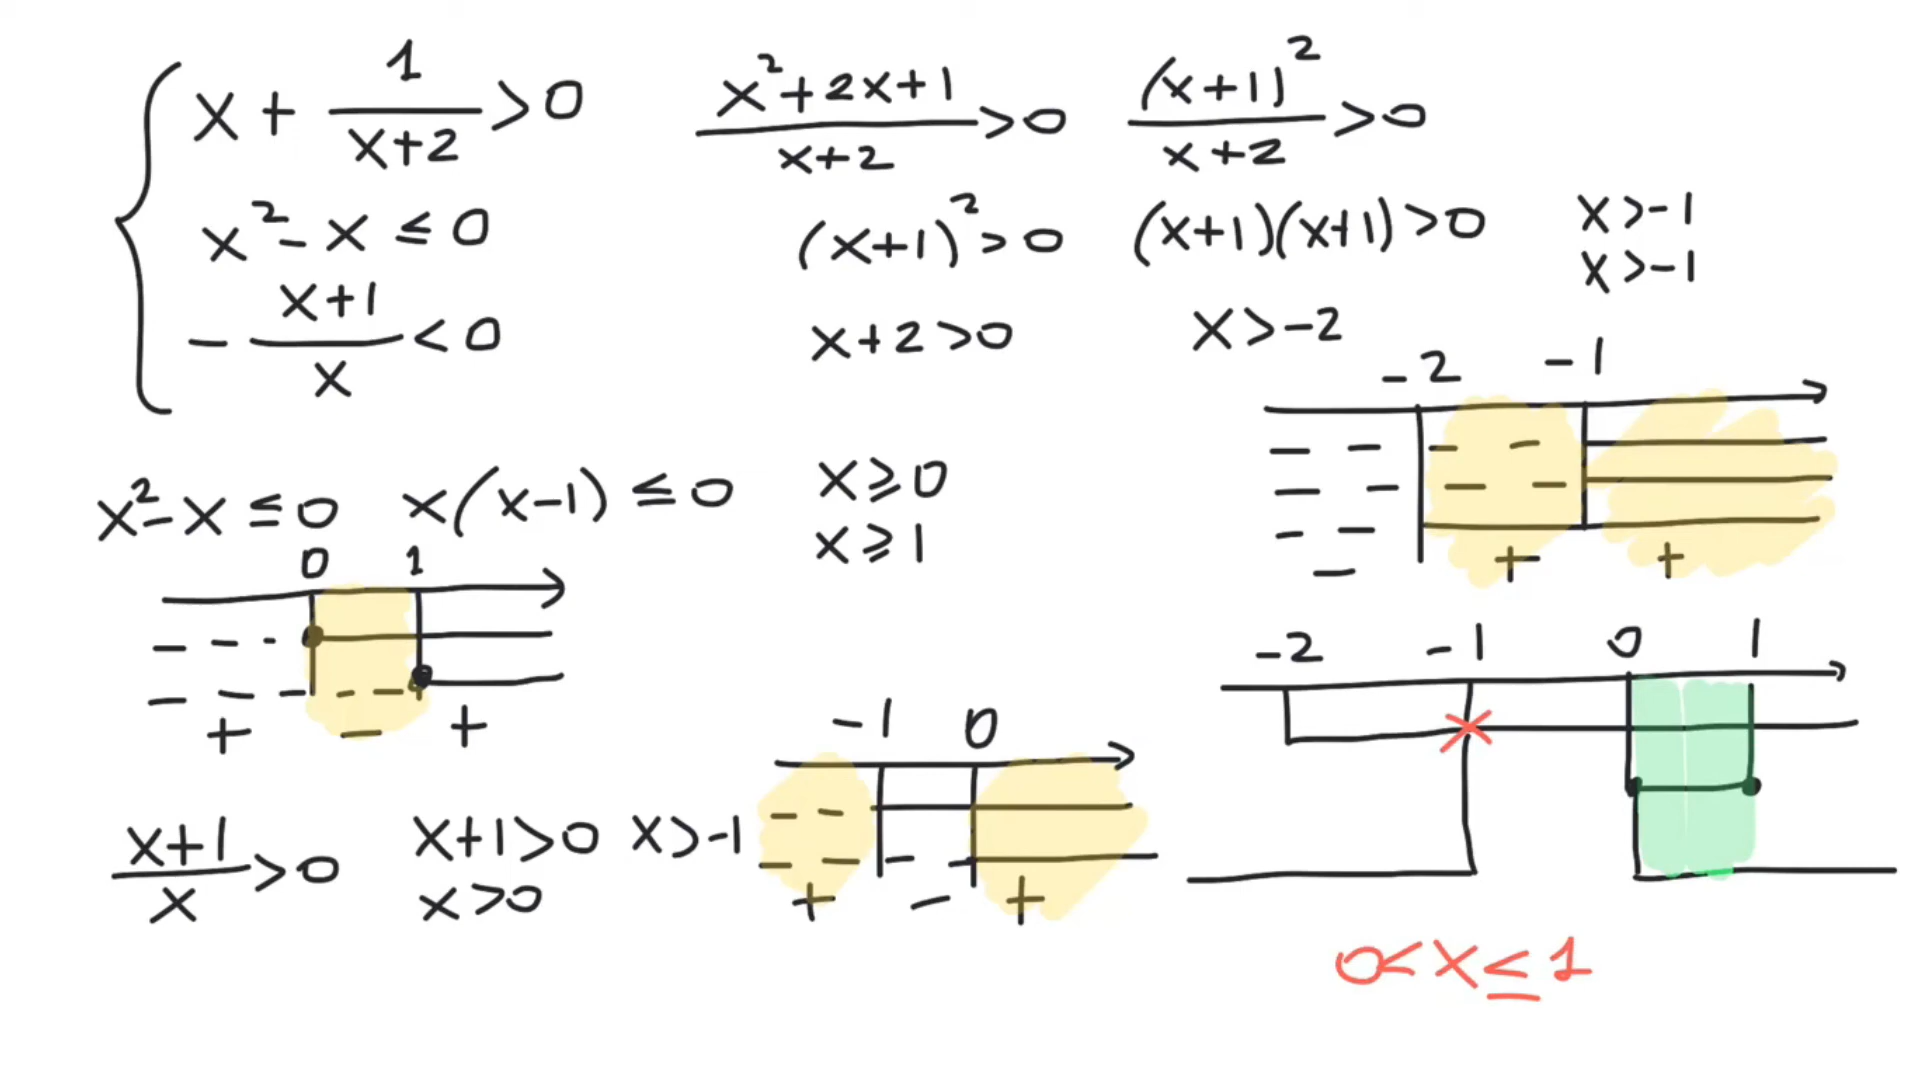 x + 1/(x+2) > 0
x² - x ≤ 0
- (x+1)/x < 0
(x²+2x+1)/(x+2) > 0
(x+1)²/(x+2) > 0
(x+1)² > 0
(x+1)(x+1) > 0
x > -1
x > -1
x+2 > 0
x > -2
-2 -1
- - - -
- - - -
- -
- + +
x² - x ≤ 0
x(x-1) ≤ 0
x ⩾ 0
x ⩾ 1
0 1
- - -
- - - - -
+ - +
(x+1)/x > 0
x+1 > 0
x > -1
x > 0
-1 0
- -
- - - -
+ - +
-2 -1 0 1
0 < x ≤ 1